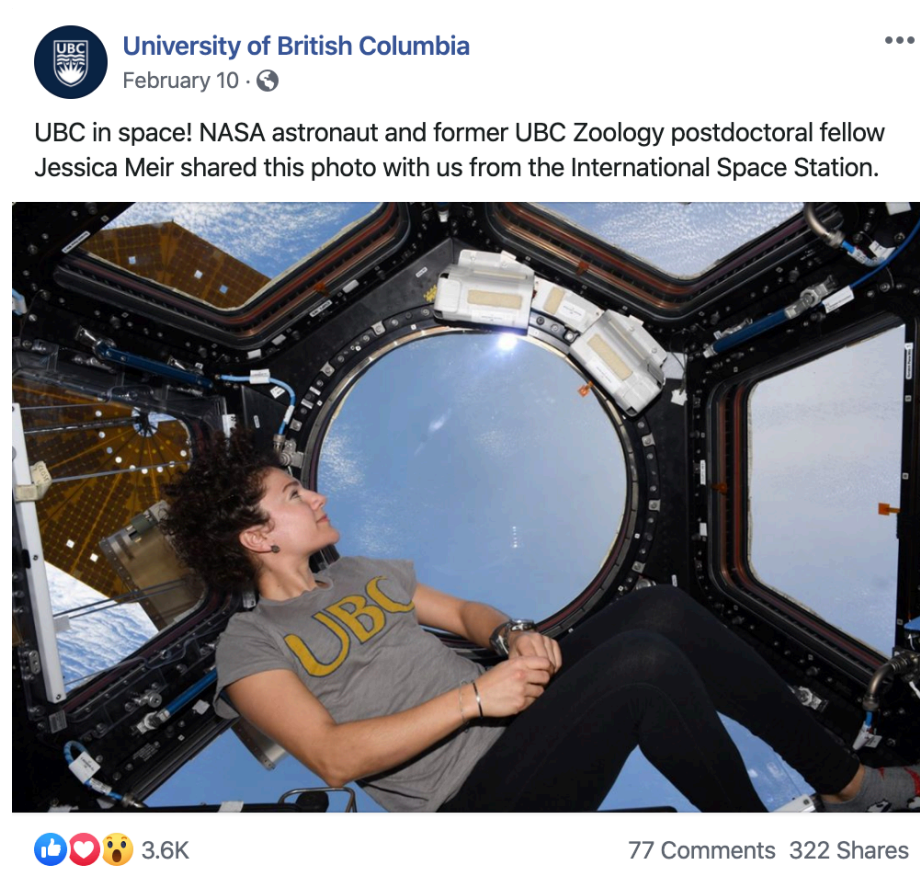 UBC
University of British Columbia
February 10 ·
UBC in space! NASA astronaut and former UBC Zoology postdoctoral fellow
Jessica Meir shared this photo with us from the International Space Station.
UBC
3.6K
77 Comments 322 Shares